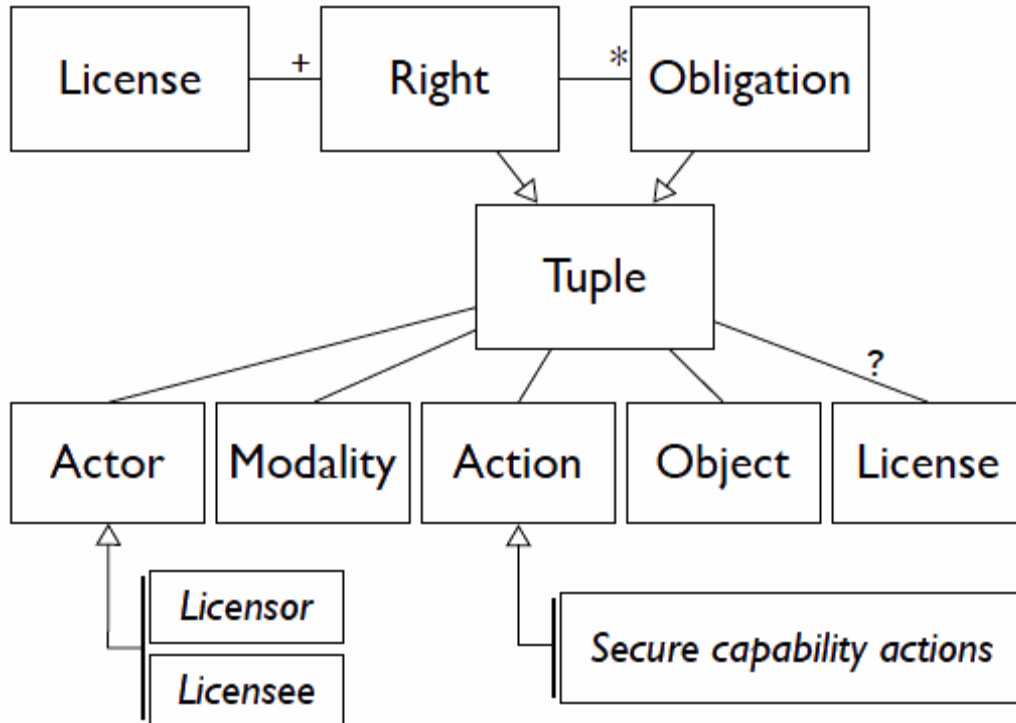 License
+
Right
*
Obligation
Tuple
?
Actor
Modality
Action
Object
License
Licensor
Licensee
Secure capability actions